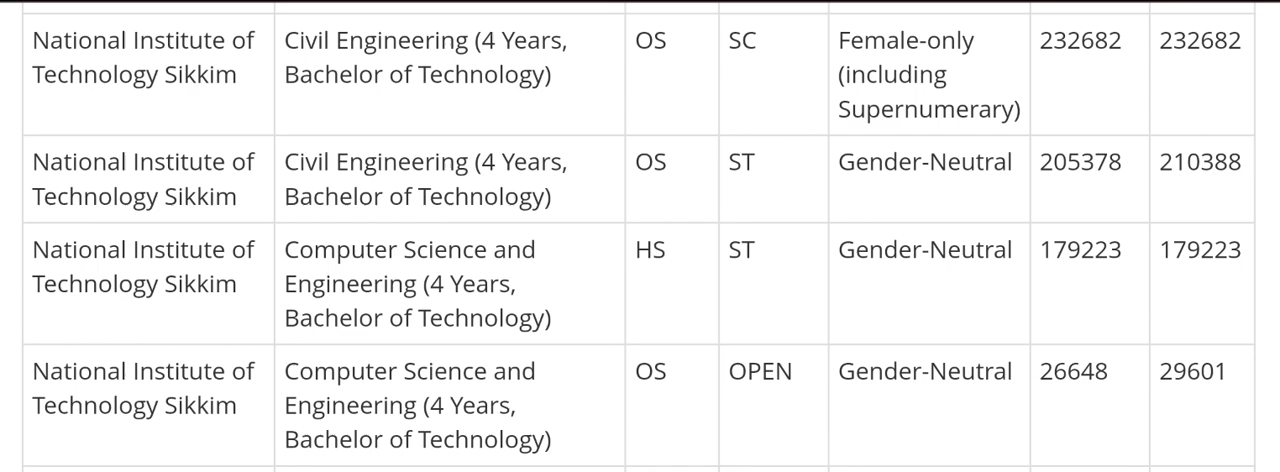 National Institute of Technology Sikkim | Civil Engineering (4 Years, Bachelor of Technology) | OS | SC | Female-only (including Supernumerary) | 232682 | 232682
National Institute of Technology Sikkim | Civil Engineering (4 Years, Bachelor of Technology) | OS | ST | Gender-Neutral | 205378 | 210388
National Institute of Technology Sikkim | Computer Science and Engineering (4 Years, Bachelor of Technology) | HS | ST | Gender-Neutral | 179223 | 179223
National Institute of Technology Sikkim | Computer Science and Engineering (4 Years, Bachelor of Technology) | OS | OPEN | Gender-Neutral | 26648 | 29601